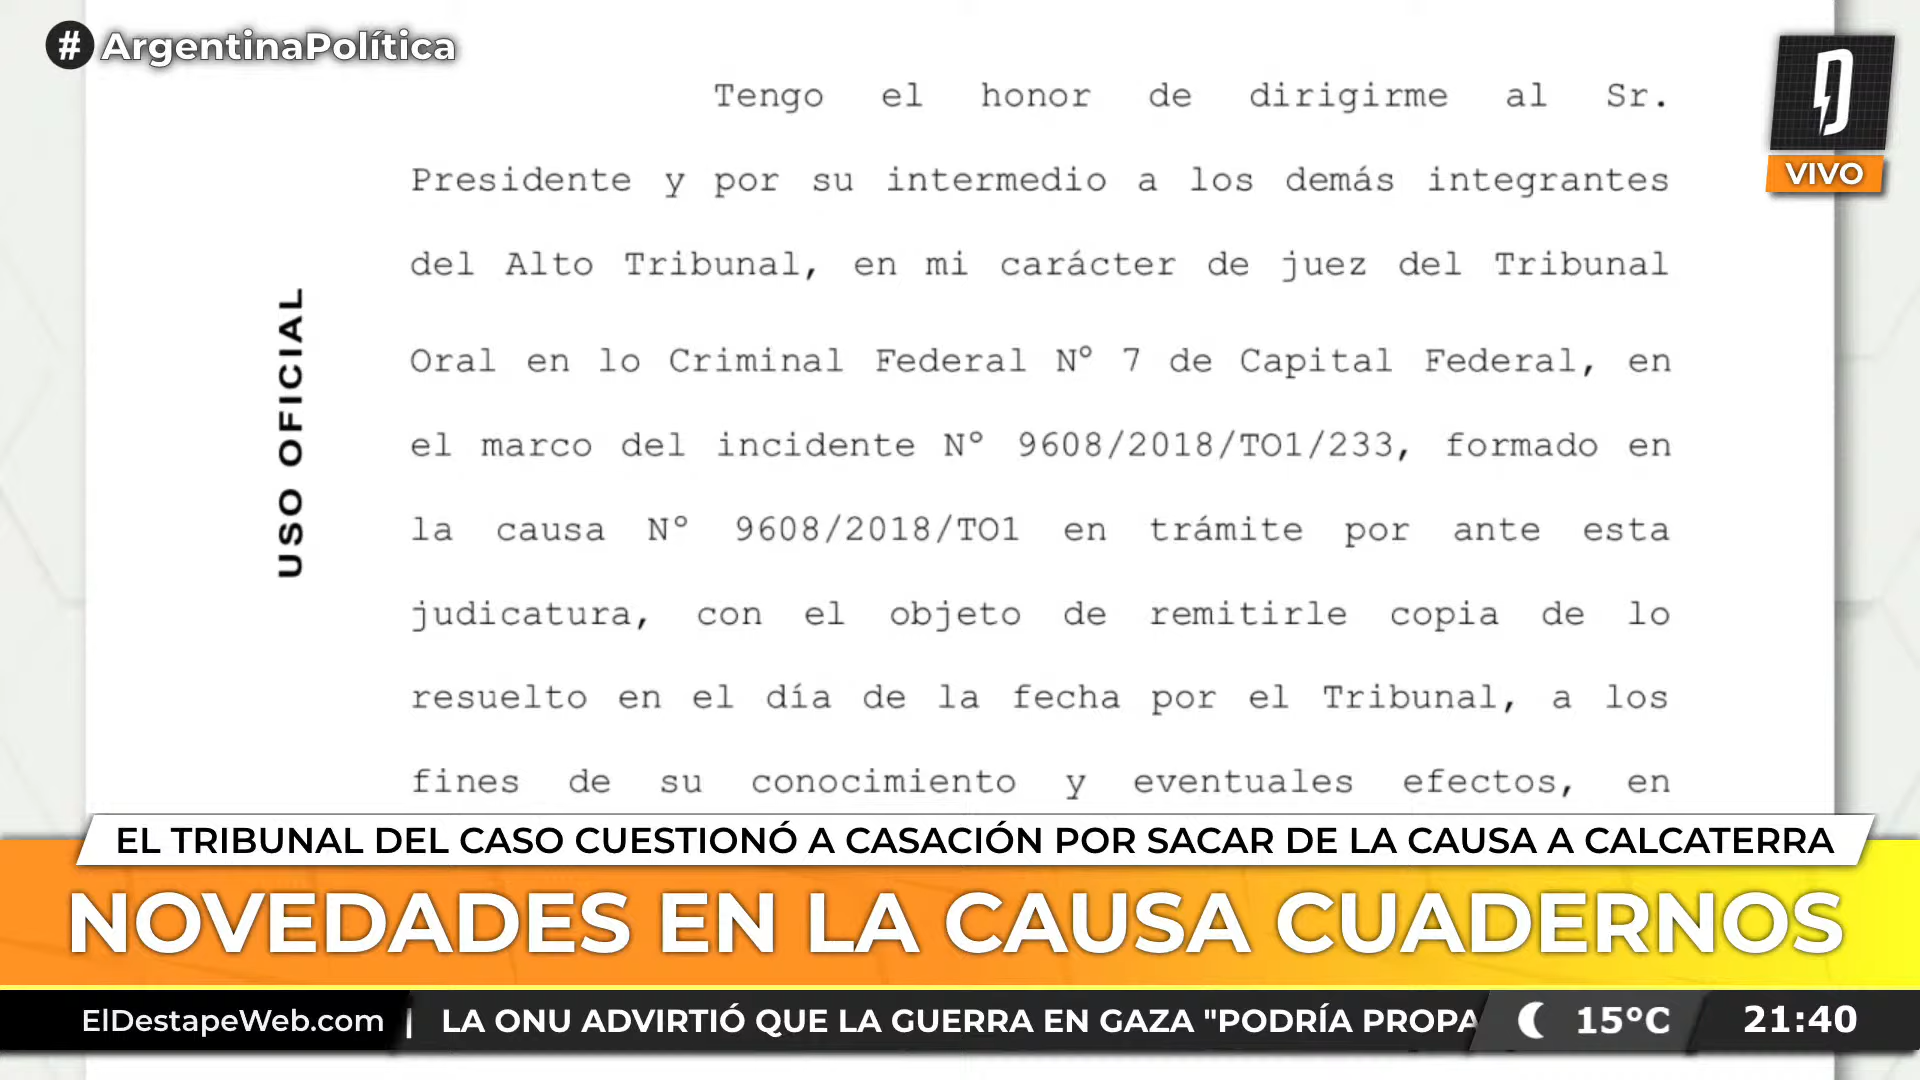 # ArgentinaPolítica
VIVO
Tengo el honor de dirigirme al Sr.
Presidente y por su intermedio a los demás integrantes
del Alto Tribunal, en mi carácter de juez del Tribunal
Oral en lo Criminal Federal Nº 7 de Capital Federal, en
el marco del incidente Nº 9608/2018/TO1/233, formado en
la causa Nº 9608/2018/TO1 en trámite por ante esta
judicatura, con el objeto de remitirle copia de lo
resuelto en el día de la fecha por el Tribunal, a los
fines de su conocimiento y eventuales efectos, en
USO OFICIAL
EL TRIBUNAL DEL CASO CUESTIONÓ A CASACIÓN POR SACAR DE LA CAUSA A CALCATERRA
NOVEDADES EN LA CAUSA CUADERNOS
ElDestapeWeb.com | LA ONU ADVIRTIÓ QUE LA GUERRA EN GAZA "PODRÍA PROPA
15°C 21:40